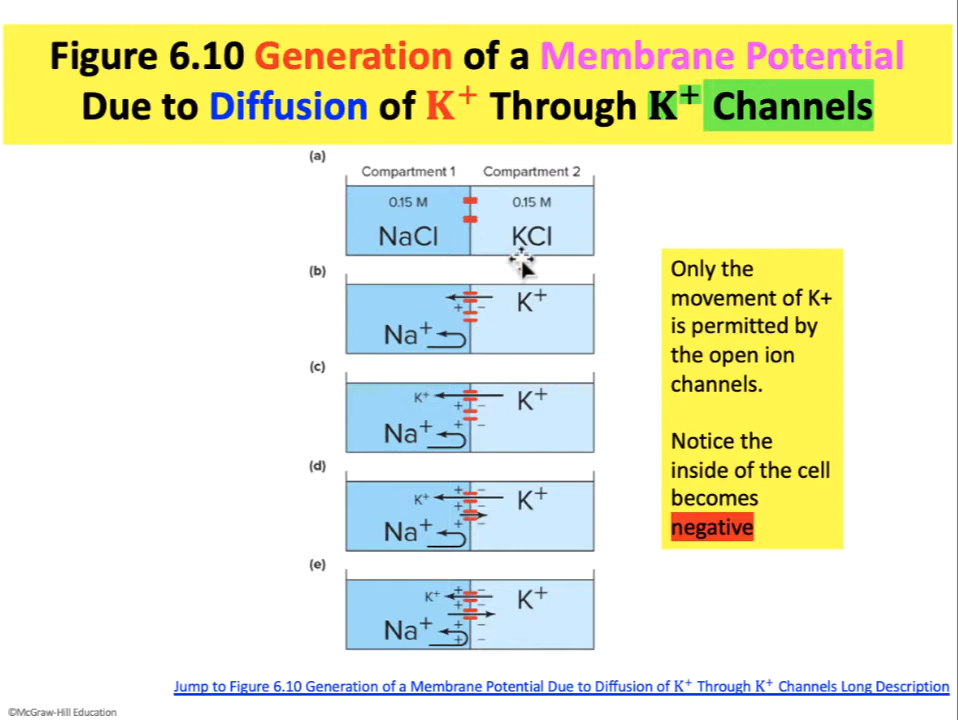 Figure 6.10 Generation of a Membrane Potential
Due to Diffusion of K⁺ Through K⁺ Channels
(a)
Compartment 1 Compartment 2
0.15 M 0.15 M
NaCl KCl
(b)
K⁺
+ −
Na⁺
(c)
K⁺ K⁺
+ −
+ −
Na⁺
(d)
K⁺ K⁺
+ −
+ −
+ −
Na⁺
(e)
K⁺ K⁺
+ −
+ −
+ −
+ −
Na⁺
Only the
movement of K+
is permitted by
the open ion
channels.
Notice the
inside of the cell
becomes
negative
Jump to Figure 6.10 Generation of a Membrane Potential Due to Diffusion of K⁺ Through K⁺ Channels Long Description
©McGraw-Hill Education